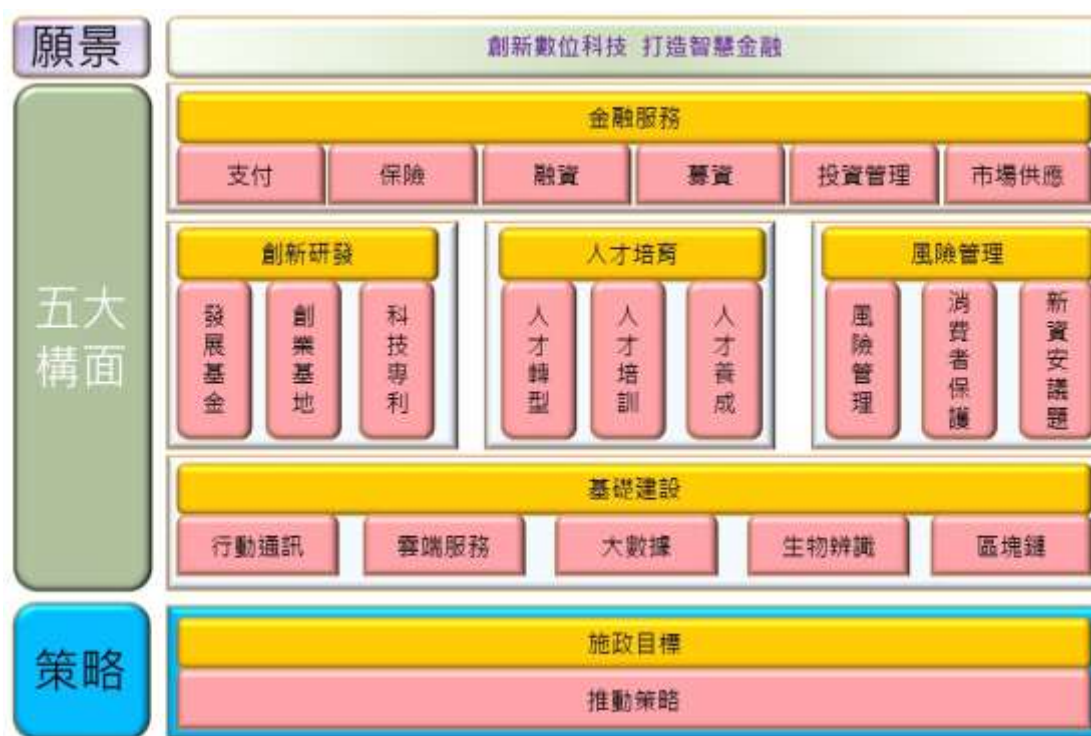 願景
創新數位科技 打造智慧金融
五大
構面
金融服務
支付
保險
融資
募資
投資管理
市場供應
創新研發
發展基金
創業基地
科技專利
人才培育
人才轉型
人才培訓
人才養成
風險管理
風險管理
消費者保護
新資安議題
基礎建設
行動通訊
雲端服務
大數據
生物辨識
區塊鏈
策略
施政目標
推動策略